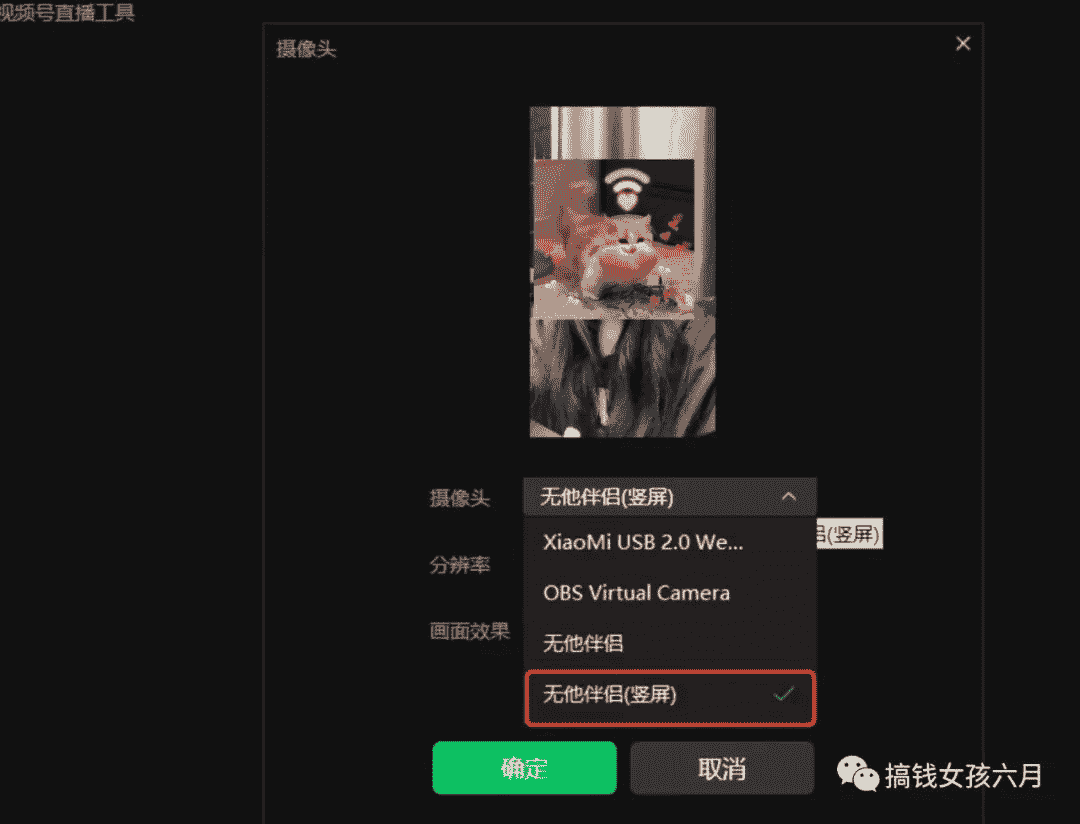 视频号直播工具
摄像头
摄像头
无他伴侣(竖屏)
XiaoMi USB 2.0 We...
(竖屏)
分辨率
OBS Virtual Camera
画面效果
无他伴侣
无他伴侣(竖屏)
确定
取消
搞钱女孩六月